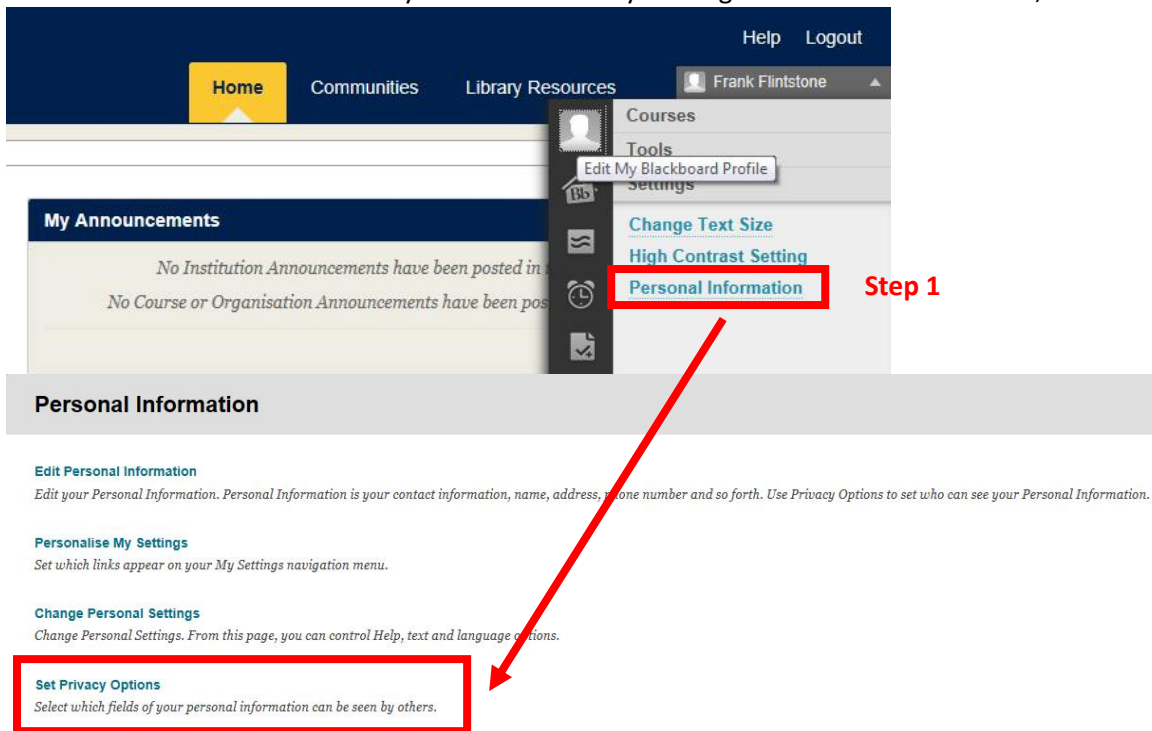 Help Logout
Home Communities Library Resources Frank Flintstone
Courses
Tools
Edit My Blackboard Profile
Settings
Bb
My Announcements
Change Text Size
No Institution Announcements have been posted in
High Contrast Setting
No Course or Organisation Announcements have been pos
Personal Information Step 1
Personal Information
Edit Personal Information
Edit your Personal Information. Personal Information is your contact information, name, address, phone number and so forth. Use Privacy Options to set who can see your Personal Information.
Personalise My Settings
Set which links appear on your My Settings navigation menu.
Change Personal Settings
Change Personal Settings. From this page, you can control Help, text and language options.
Set Privacy Options
Select which fields of your personal information can be seen by others.